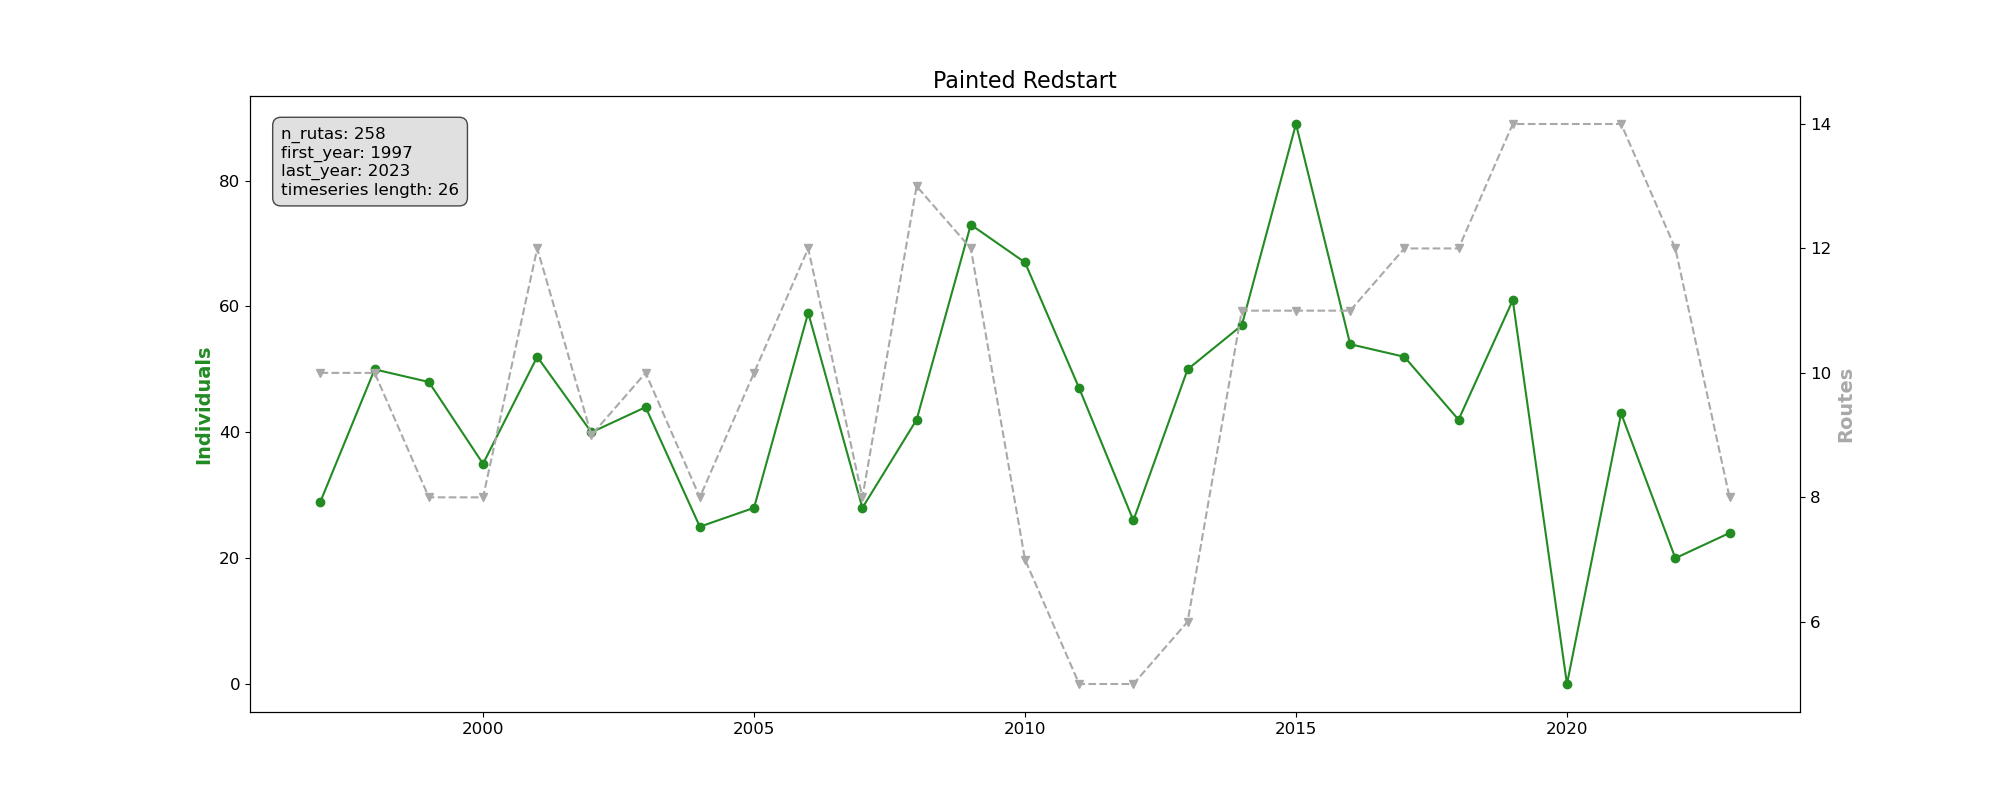 Painted Redstart
n_rutas: 258
first_year: 1997
last_year: 2023
timeseries length: 26
Individuals
80
60
40
20
0
14
12
10
8
6
Routes
2000
2005
2010
2015
2020